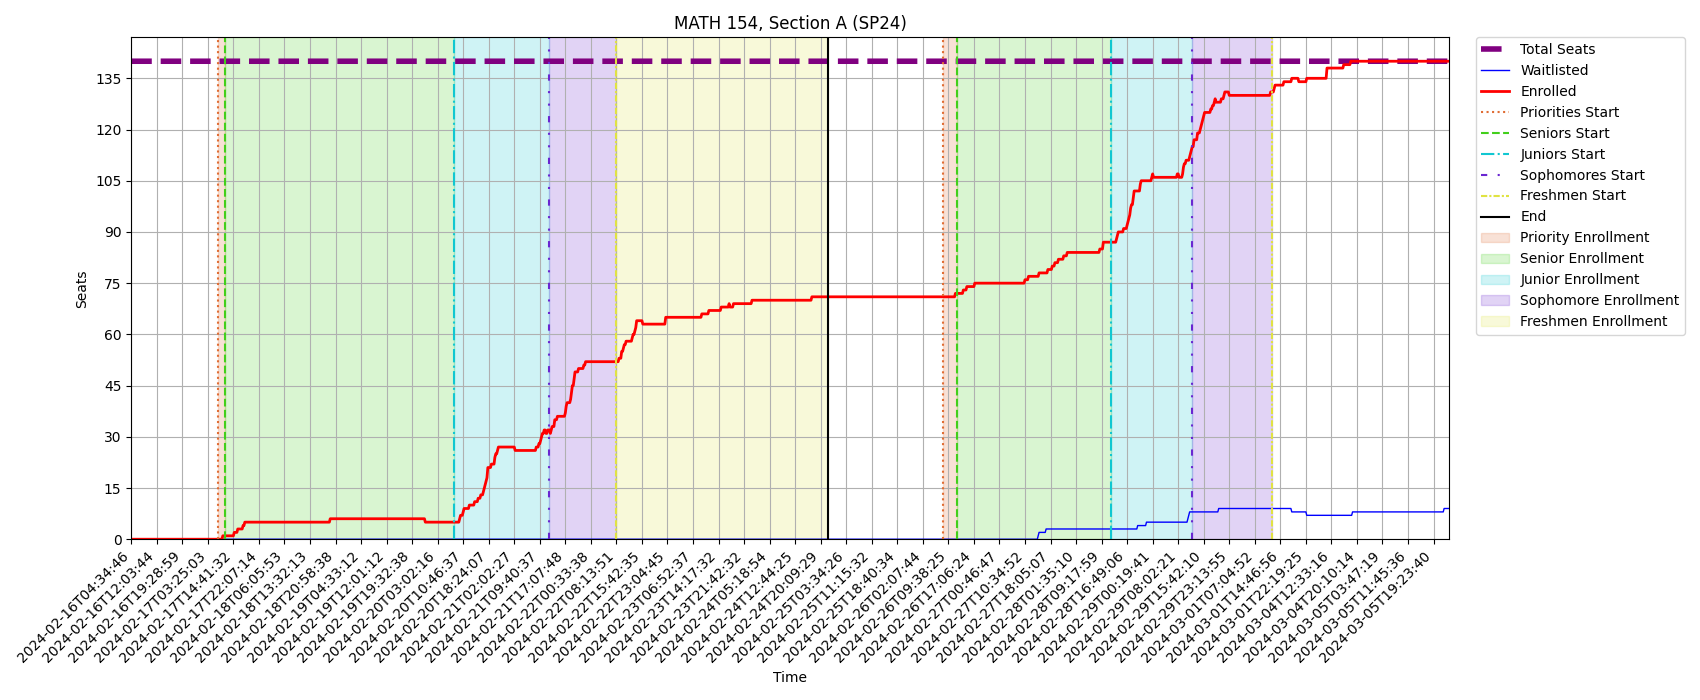 MATH 154, Section A (SP24)
Seats
135
120
105
90
75
60
45
30
15
0
2024-02-16T04:34:46
2024-02-16T12:03:44
2024-02-16T19:28:59
2024-02-17T03:25:03
2024-02-17T14:41:32
2024-02-17T22:07:14
2024-02-18T06:05:53
2024-02-18T13:32:13
2024-02-18T20:58:38
2024-02-19T04:33:12
2024-02-19T12:01:12
2024-02-19T19:32:38
2024-02-20T03:02:16
2024-02-20T10:46:37
2024-02-20T18:24:07
2024-02-21T02:02:27
2024-02-21T09:40:37
2024-02-21T17:07:48
2024-02-22T00:33:38
2024-02-22T08:13:51
2024-02-22T15:42:35
2024-02-22T23:04:45
2024-02-23T06:52:37
2024-02-23T14:17:32
2024-02-23T21:42:32
2024-02-24T05:18:54
2024-02-24T12:44:25
2024-02-24T20:09:29
2024-02-25T03:34:26
2024-02-25T11:15:32
2024-02-25T18:40:34
2024-02-26T02:07:44
2024-02-26T09:38:25
2024-02-26T17:06:24
2024-02-27T00:46:47
2024-02-27T10:34:52
2024-02-27T18:05:07
2024-02-28T01:35:10
2024-02-28T09:17:59
2024-02-28T16:49:06
2024-02-29T00:19:41
2024-02-29T08:02:21
2024-02-29T15:42:10
2024-02-29T23:13:55
2024-03-01T07:04:52
2024-03-01T14:46:56
2024-03-01T22:19:25
2024-03-04T12:33:16
2024-03-04T20:10:14
2024-03-05T03:47:19
2024-03-05T11:45:36
2024-03-05T19:23:40
Time
Total Seats
Waitlisted
Enrolled
Priorities Start
Seniors Start
Juniors Start
Sophomores Start
Freshmen Start
End
Priority Enrollment
Senior Enrollment
Junior Enrollment
Sophomore Enrollment
Freshmen Enrollment